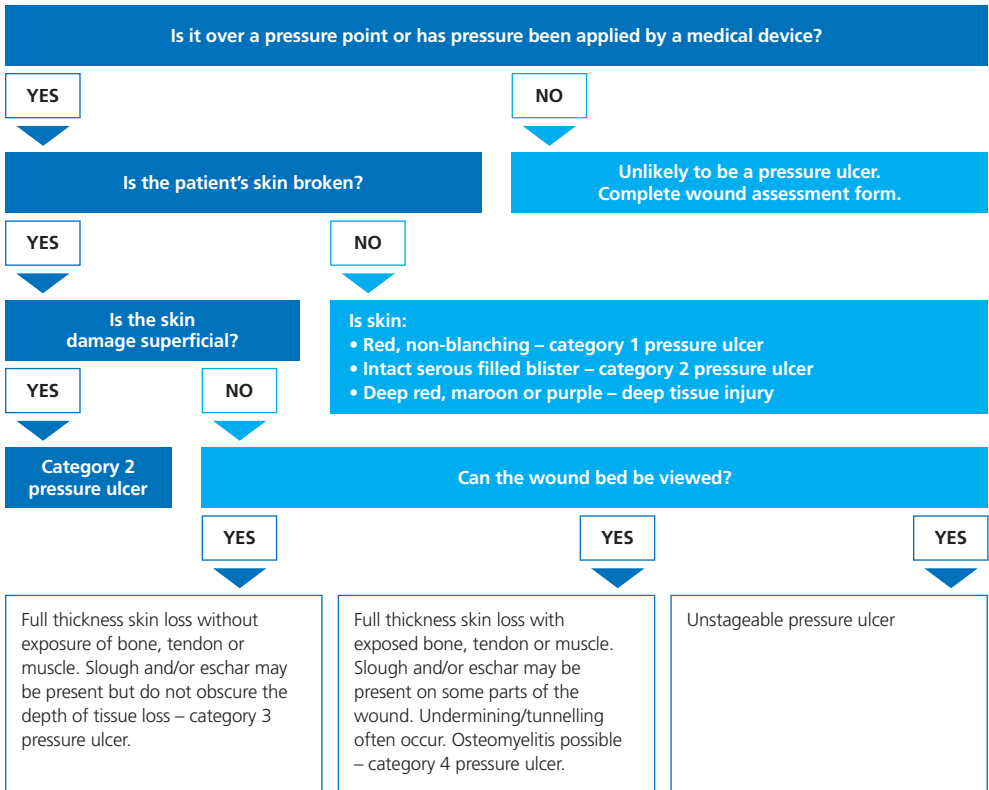 Is it over a pressure point or has pressure been applied by a medical device?
YES
NO
Is the patient's skin broken?
Unlikely to be a pressure ulcer.
Complete wound assessment form.
YES
NO
Is the skin
damage superficial?
Is skin:
• Red, non-blanching – category 1 pressure ulcer
• Intact serous filled blister – category 2 pressure ulcer
• Deep red, maroon or purple – deep tissue injury
YES
NO
Category 2
pressure ulcer
Can the wound bed be viewed?
YES
YES
YES
Full thickness skin loss without
exposure of bone, tendon or
muscle. Slough and/or eschar may
be present but do not obscure the
depth of tissue loss – category 3
pressure ulcer.
Full thickness skin loss with
exposed bone, tendon or muscle.
Slough and/or eschar may be
present on some parts of the
wound. Undermining/tunnelling
often occur. Osteomyelitis possible
– category 4 pressure ulcer.
Unstageable pressure ulcer